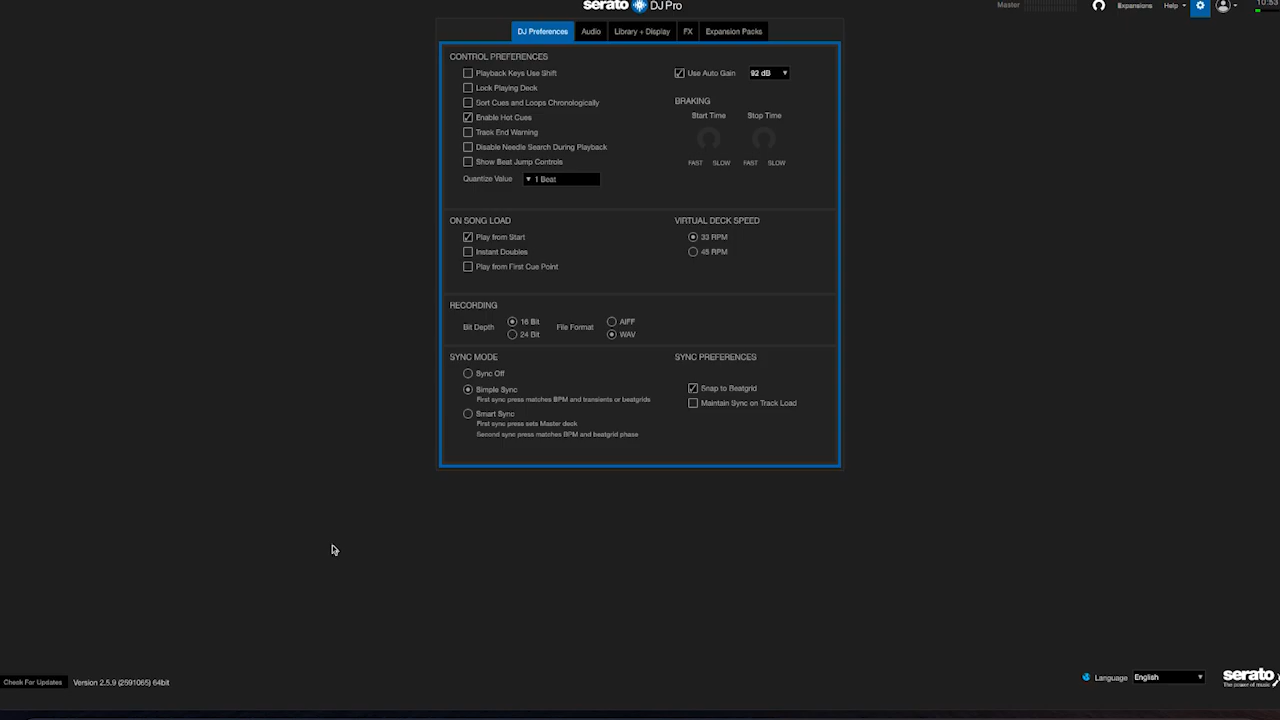 serato DJ Pro
Master
Expansions
Help
10:53
DJ Preferences
Audio
Library + Display
FX
Expansion Packs
CONTROL PREFERENCES
Playback Keys Use Shift
Lock Playing Deck
Sort Cues and Loops Chronologically
Enable Hot Cues
Track End Warning
Disable Needle Search During Playback
Show Beat Jump Controls
Quantize Value
1 Beat
Use Auto Gain
92 dB
BRAKING
Start Time
Stop Time
FAST SLOW
FAST SLOW
ON SONG LOAD
Play from Start
Instant Doubles
Play from First Cue Point
VIRTUAL DECK SPEED
33 RPM
45 RPM
RECORDING
Bit Depth
16 Bit
24 Bit
File Format
AIFF
WAV
SYNC MODE
Sync Off
Simple Sync
First sync press matches BPM and transients or beatgrids
Smart Sync
First sync press sets Master deck
Second sync press matches BPM and beatgrid phase
SYNC PREFERENCES
Snap to Beatgrid
Maintain Sync on Track Load
Check For Updates
Version 2.5.9 (2591065) 64bit
Language
English
serato
The power of music